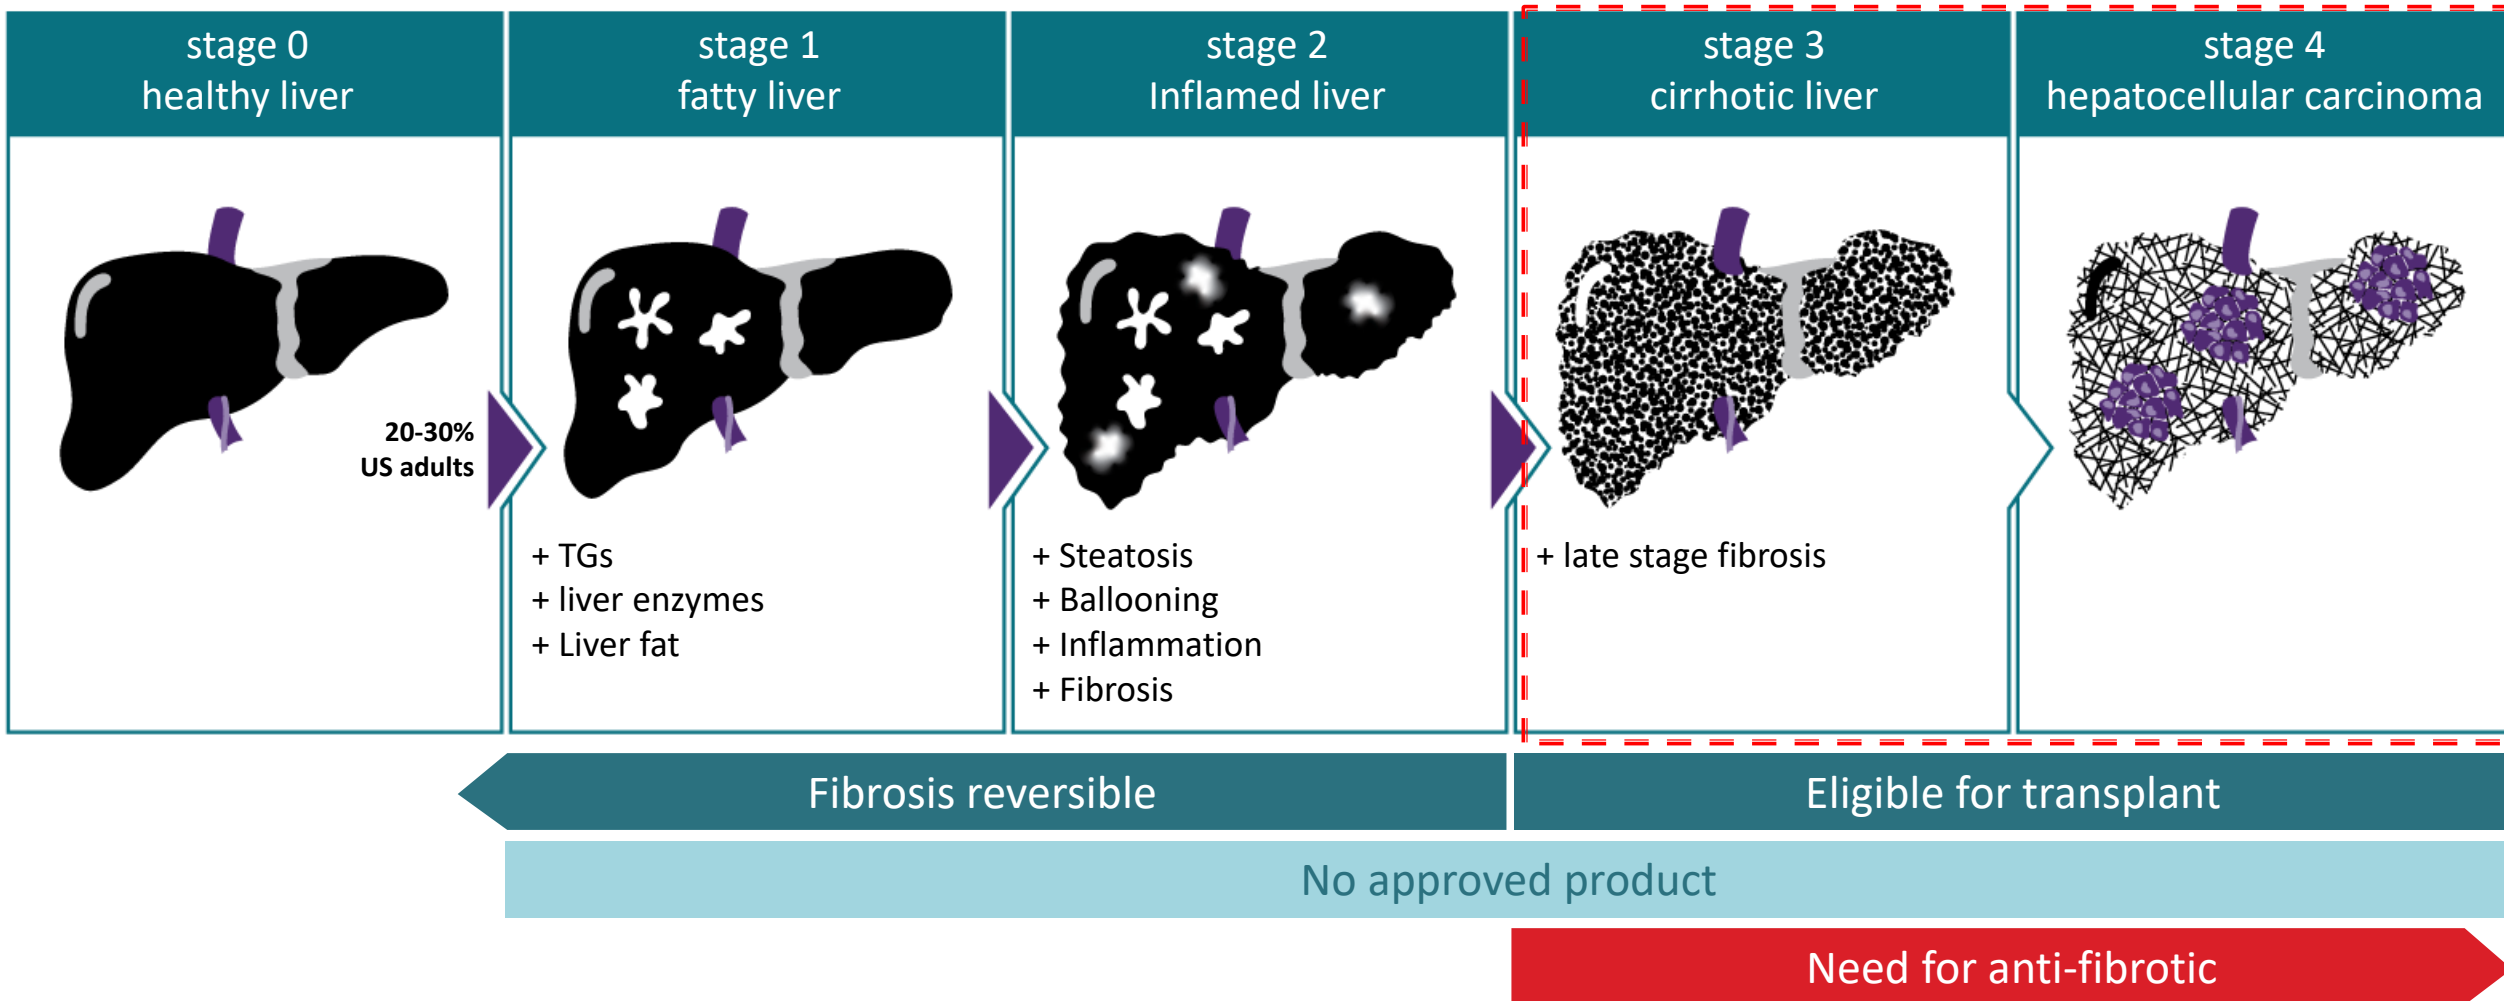 stage 0
healthy liver
stage 1
fatty liver
stage 2
Inflamed liver
stage 3
cirrhotic liver
stage 4
hepatocellular carcinoma
20-30%
US adults
+ TGs
+ liver enzymes
+ Liver fat
+ Steatosis
+ Ballooning
+ Inflammation
+ Fibrosis
+ late stage fibrosis
Fibrosis reversible
Eligible for transplant
No approved product
Need for anti-fibrotic